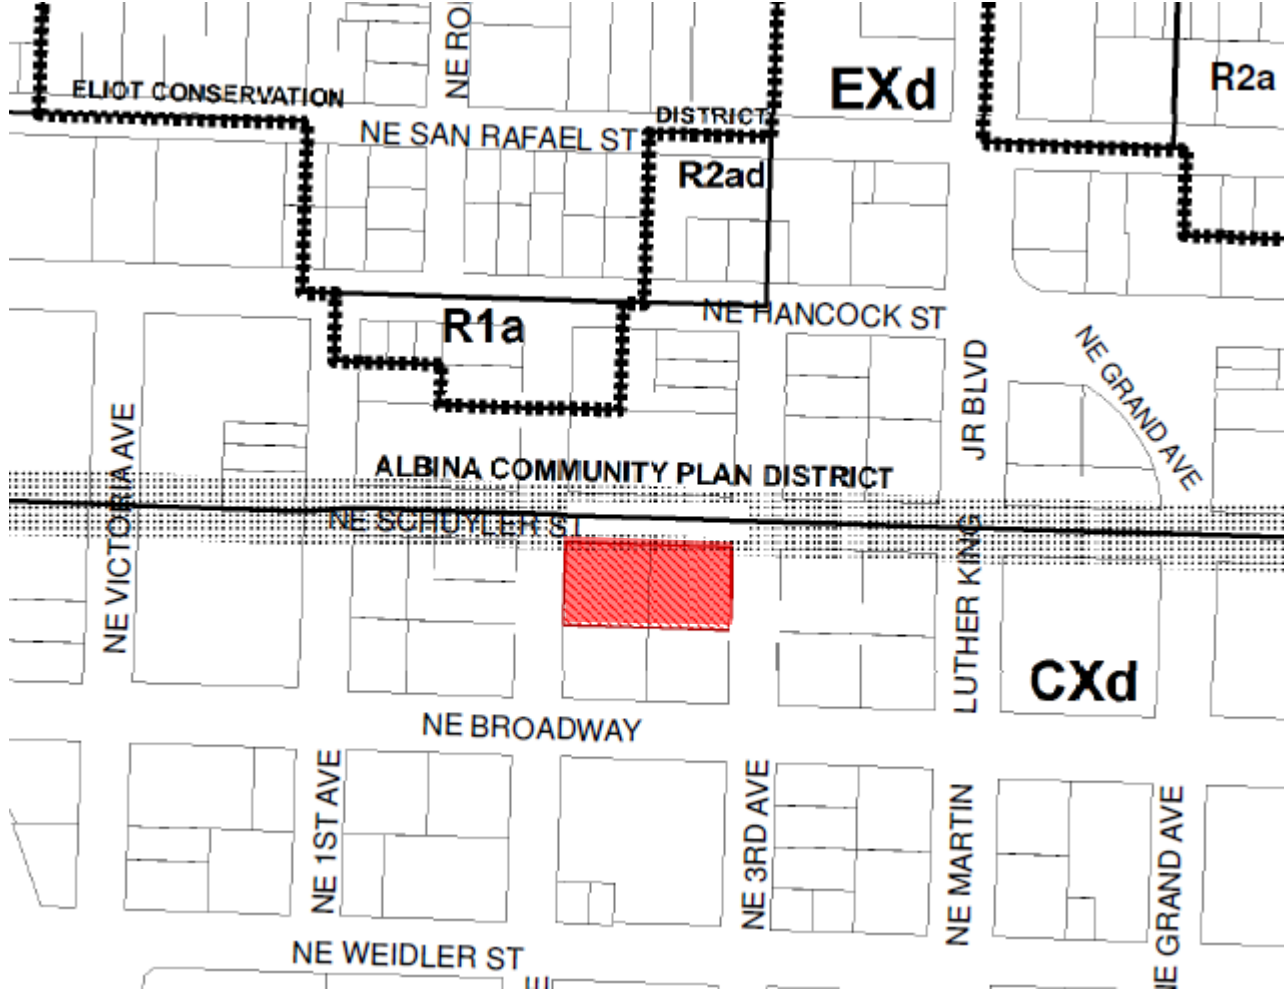 NE RO
EXd
R2a
ELIOT CONSERVATION
DISTRICT
NE SAN RAFAEL ST
R2ad
NE HANCOCK ST
R1a
JR BLVD
NE GRAND AVE
NE VICTORIA AVE
ALBINA COMMUNITY PLAN DISTRICT
NE SCHUYLER ST
LUTHER KING
CXd
NE BROADWAY
NE 1ST AVE
NE 3RD AVE
NE MARTIN
NE GRAND AVE
NE WEIDLER ST
E